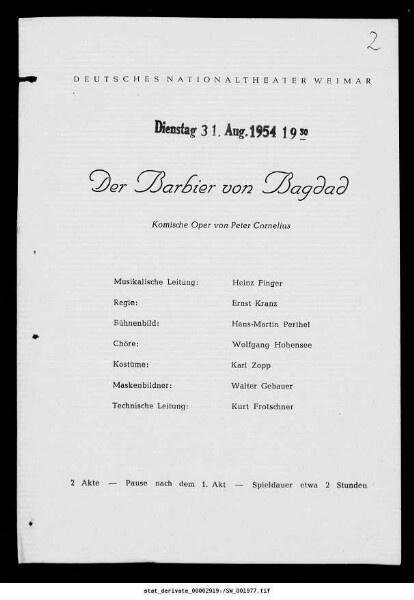 2
DEUTSCHES NATIONALTHEATER WEIMAR
Dienstag 31. Aug. 1954 19 30
Der Barbier von Bagdad
Komische Oper von Peter Cornelius
Musikalische Leitung: Heinz Finger
Regie: Ernst Kranz
Bühnenbild: Hans-Martin Perthel
Chöre: Wolfgang Hohensee
Kostüme: Karl Zopp
Maskenbildner: Walter Gebauer
Technische Leitung: Kurt Frotschner
2 Akte — Pause nach dem 1. Akt — Spieldauer etwa 2 Stunden
stat_derivate_00002919:/SW_001977.tif